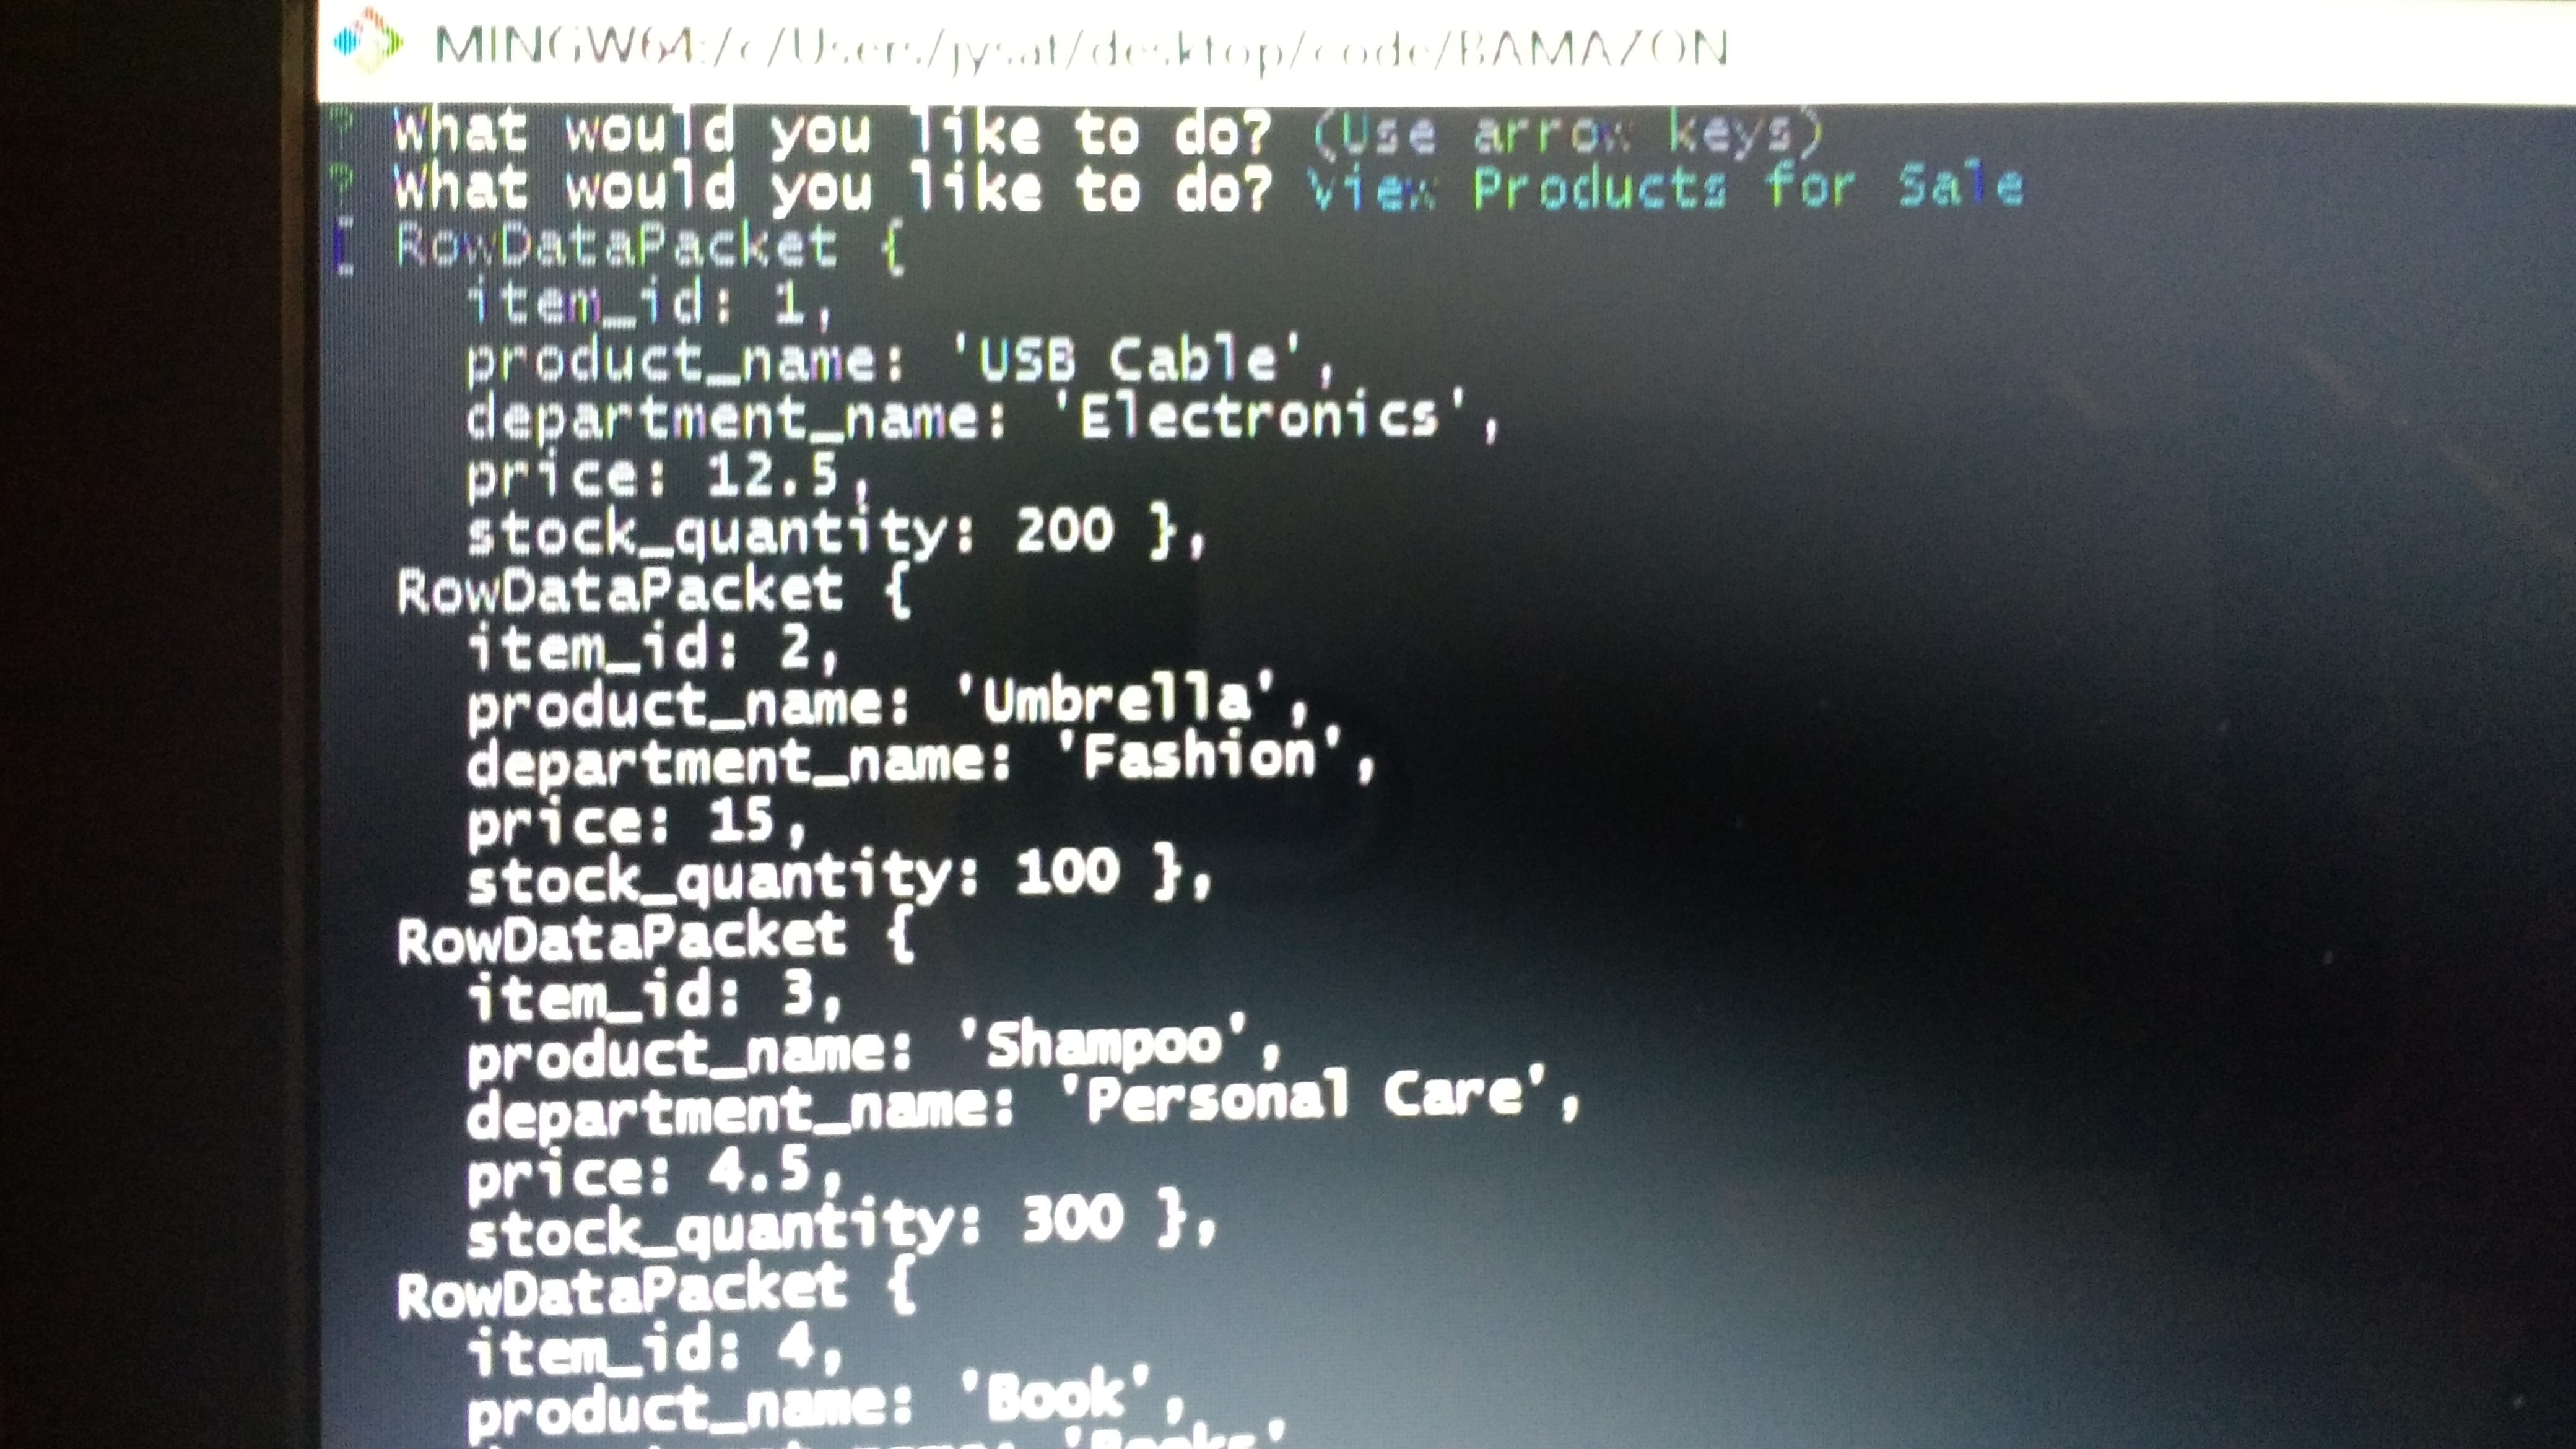 MINGW64:/c/Users/jysat/desktop/code/BAMAZON
? What would you like to do? (Use arrow keys)
? What would you like to do? View Products for Sale
[ RowDataPacket {
item_id: 1,
product_name: 'USB Cable',
department_name: 'Electronics',
price: 12.5,
stock_quantity: 200 },
RowDataPacket {
item_id: 2,
product_name: 'Umbrella',
department_name: 'Fashion',
price: 15,
stock_quantity: 100 },
RowDataPacket {
item_id: 3,
product_name: 'Shampoo',
department_name: 'Personal Care',
price: 4.5,
stock_quantity: 300 },
RowDataPacket {
item_id: 4,
product_name: 'Book',
department_name: 'Books'